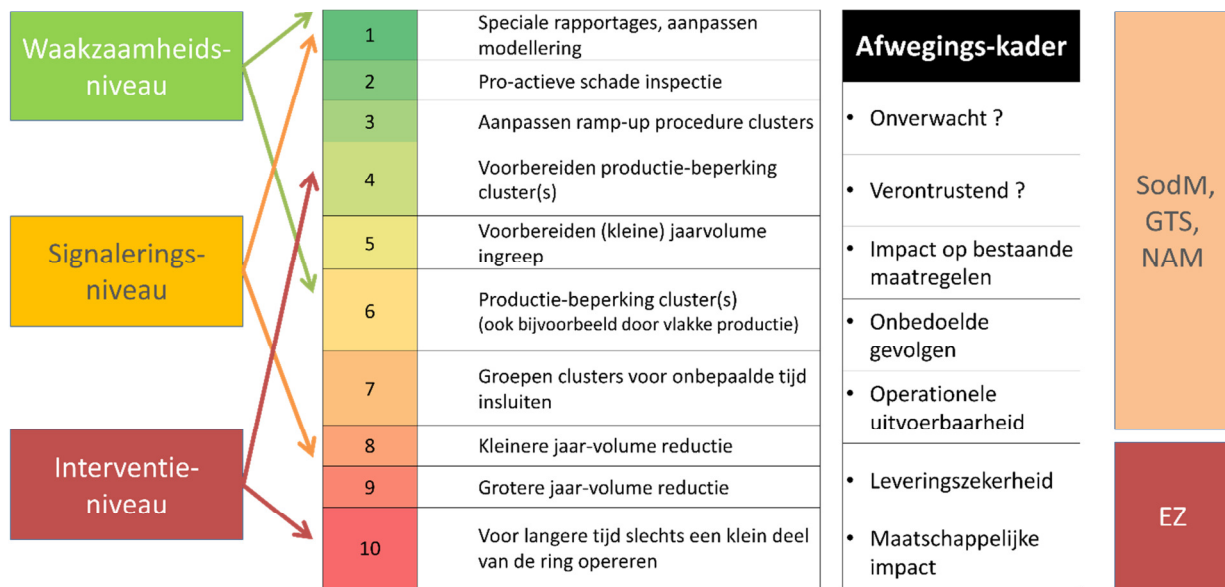 Waakzaamheids-
niveau
Signalerings-
niveau
Interventie-
niveau
1
Speciale rapportages, aanpassen
modellering
2
Pro-actieve schade inspectie
3
Aanpassen ramp-up procedure clusters
4
Voorbereiden productie-beperking
cluster(s)
5
Voorbereiden (kleine) jaarvolume
ingreep
6
Productie-beperking cluster(s)
(ook bijvoorbeeld door vlakke productie)
7
Groepen clusters voor onbepaalde tijd
insluiten
8
Kleinere jaar-volume reductie
9
Grotere jaar-volume reductie
10
Voor langere tijd slechts een klein deel
van de ring opereren
Afwegings-kader
• Onverwacht ?
• Verontrustend ?
• Impact op bestaande
maatregelen
• Onbedoelde
gevolgen
• Operationele
uitvoerbaarheid
• Leveringszekerheid
• Maatschappelijke
impact
SodM,
GTS,
NAM
EZ